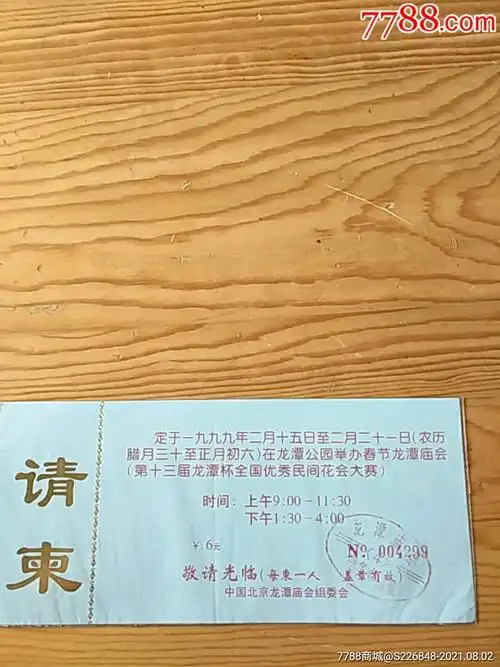 7788.com
请
柬
定于一九九九年二月十五日至二月二十一日(农历
腊月三十至正月初六)在龙潭公园举办春节龙潭庙会
(第十三届龙潭杯全国优秀民间花会大赛)
时间:上午9:00-11:30
下午1:30-4:00
¥:6元
№ 004299
敬请光临(每柬一人 盖章有效)
中国北京龙潭庙会组委会
7788商城@S226848-2021.08.02